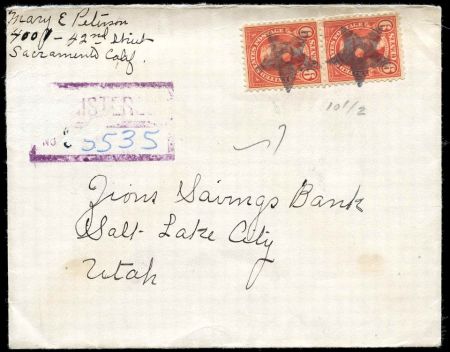 Mary E Peterson
4001 - 42nd Street
Sacramento Calif.
No 5535
10 1/2
Zions Savings Bank
Salt Lake City
Utah